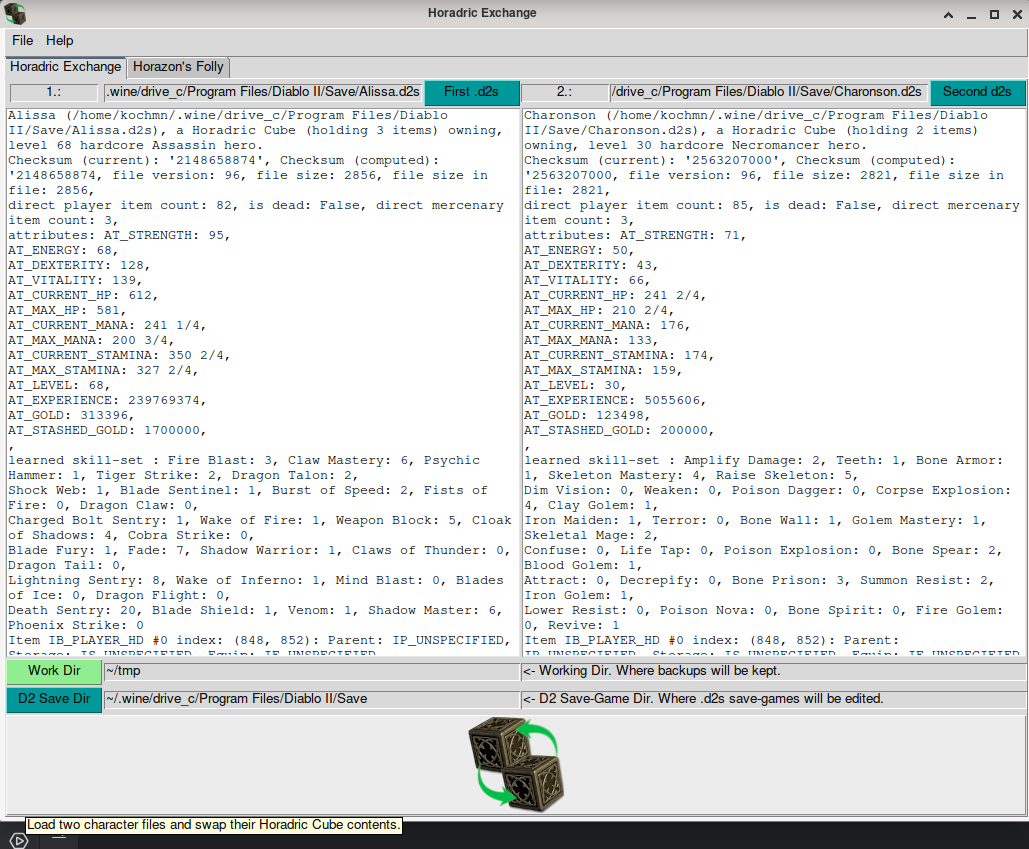 Horadric Exchange
File Help
Horadric Exchange Horazon's Folly
1.: .wine/drive_c/Program Files/Diablo II/Save/Alissa.d2s First .d2s 2.: /drive_c/Program Files/Diablo II/Save/Charonson.d2s Second d2s
Alissa (/home/kochmn/.wine/drive_c/Program Files/Diablo
II/Save/Alissa.d2s), a Horadric Cube (holding 3 items) owning,
level 68 hardcore Assassin hero.
Checksum (current): '2148658874', Checksum (computed):
'2148658874, file version: 96, file size: 2856, file size in
file: 2856,
direct player item count: 82, is dead: False, direct mercenary
item count: 3,
attributes: AT_STRENGTH: 95,
AT_ENERGY: 68,
AT_DEXTERITY: 128,
AT_VITALITY: 139,
AT_CURRENT_HP: 612,
AT_MAX_HP: 581,
AT_CURRENT_MANA: 241 1/4,
AT_MAX_MANA: 200 3/4,
AT_CURRENT_STAMINA: 350 2/4,
AT_MAX_STAMINA: 327 2/4,
AT_LEVEL: 68,
AT_EXPERIENCE: 239769374,
AT_GOLD: 313396,
AT_STASHED_GOLD: 1700000,
,
learned skill-set : Fire Blast: 3, Claw Mastery: 6, Psychic
Hammer: 1, Tiger Strike: 2, Dragon Talon: 2,
Shock Web: 1, Blade Sentinel: 1, Burst of Speed: 2, Fists of
Fire: 0, Dragon Claw: 0,
Charged Bolt Sentry: 1, Wake of Fire: 1, Weapon Block: 5, Cloak
of Shadows: 4, Cobra Strike: 0,
Blade Fury: 1, Fade: 7, Shadow Warrior: 1, Claws of Thunder: 0,
Dragon Tail: 0,
Lightning Sentry: 8, Wake of Inferno: 1, Mind Blast: 0, Blades
of Ice: 0, Dragon Flight: 0,
Death Sentry: 20, Blade Shield: 1, Venom: 1, Shadow Master: 6,
Phoenix Strike: 0
Item IB_PLAYER_HD #0 index: (848, 852): Parent: IP_UNSPECIFIED,
Storage: IS_UNSPECIFIED, Equip: IE_UNSPECIFIED
Charonson (/home/kochmn/.wine/drive_c/Program Files/Diablo
II/Save/Charonson.d2s), a Horadric Cube (holding 2 items)
owning, level 30 hardcore Necromancer hero.
Checksum (current): '2563207000', Checksum (computed):
'2563207000, file version: 96, file size: 2821, file size in
file: 2821,
direct player item count: 85, is dead: False, direct mercenary
item count: 3,
attributes: AT_STRENGTH: 71,
AT_ENERGY: 50,
AT_DEXTERITY: 43,
AT_VITALITY: 66,
AT_CURRENT_HP: 241 2/4,
AT_MAX_HP: 210 2/4,
AT_CURRENT_MANA: 176,
AT_MAX_MANA: 133,
AT_CURRENT_STAMINA: 174,
AT_MAX_STAMINA: 159,
AT_LEVEL: 30,
AT_EXPERIENCE: 5055606,
AT_GOLD: 123498,
AT_STASHED_GOLD: 200000,
,
learned skill-set : Amplify Damage: 2, Teeth: 1, Bone Armor:
1, Skeleton Mastery: 4, Raise Skeleton: 5,
Dim Vision: 0, Weaken: 0, Poison Dagger: 0, Corpse Explosion:
4, Clay Golem: 1,
Iron Maiden: 1, Terror: 0, Bone Wall: 1, Golem Mastery: 1,
Skeletal Mage: 2,
Confuse: 0, Life Tap: 0, Poison Explosion: 0, Bone Spear: 2,
Blood Golem: 1,
Attract: 0, Decrepify: 0, Bone Prison: 3, Summon Resist: 2,
Iron Golem: 1,
Lower Resist: 0, Poison Nova: 0, Bone Spirit: 0, Fire Golem:
0, Revive: 1
Item IB_PLAYER_HD #0 index: (848, 852): Parent:
IP_UNSPECIFIED, Storage: IS_UNSPECIFIED, Equip: IE_UNSPECIFIED
Work Dir ~/tmp <- Working Dir. Where backups will be kept.
D2 Save Dir ~/.wine/drive_c/Program Files/Diablo II/Save <- D2 Save-Game Dir. Where .d2s save-games will be edited.
Load two character files and swap their Horadric Cube contents.